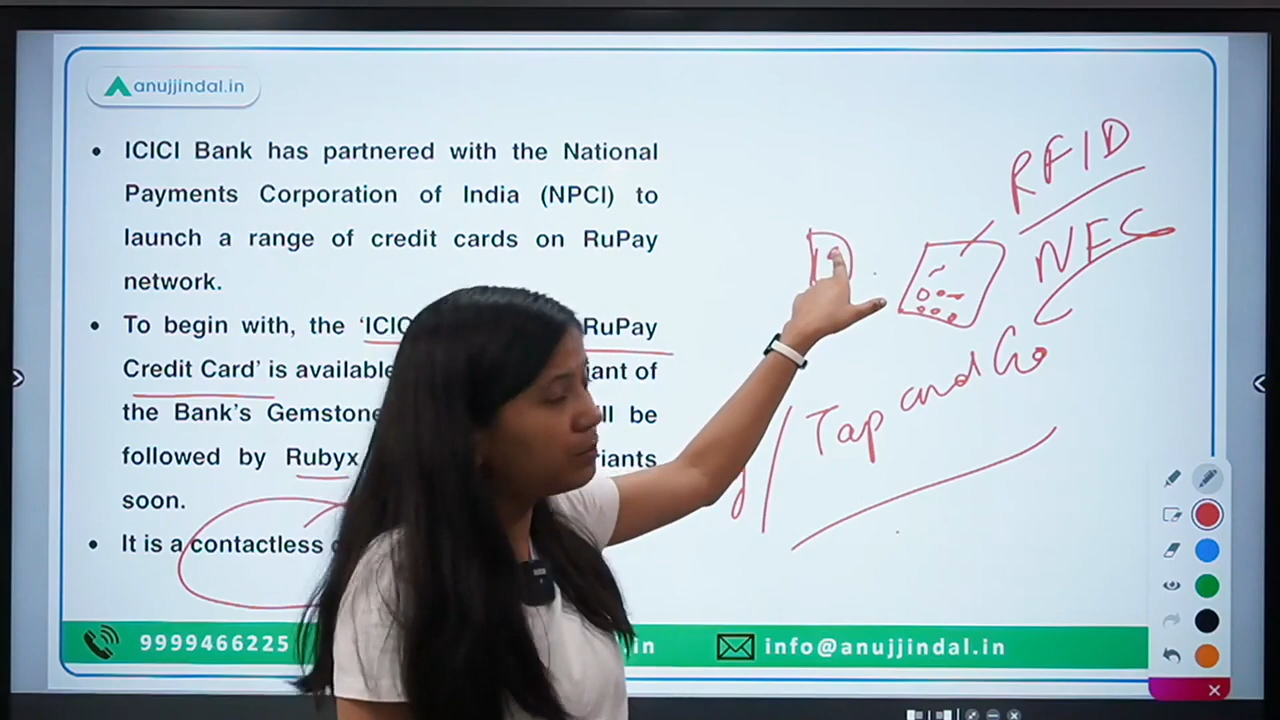 anujjindal.in
ICICI Bank has partnered with the National
Payments Corporation of India (NPCI) to
launch a range of credit cards on RuPay
network.
To begin with, the 'ICIC RuPay
Credit Card' is available iant of
the Bank's Gemstone ll be
followed by Rubyx iants
soon.
It is a contactless
RFID
NFC
Tap and Go
9999466225
in
info@anujjindal.in